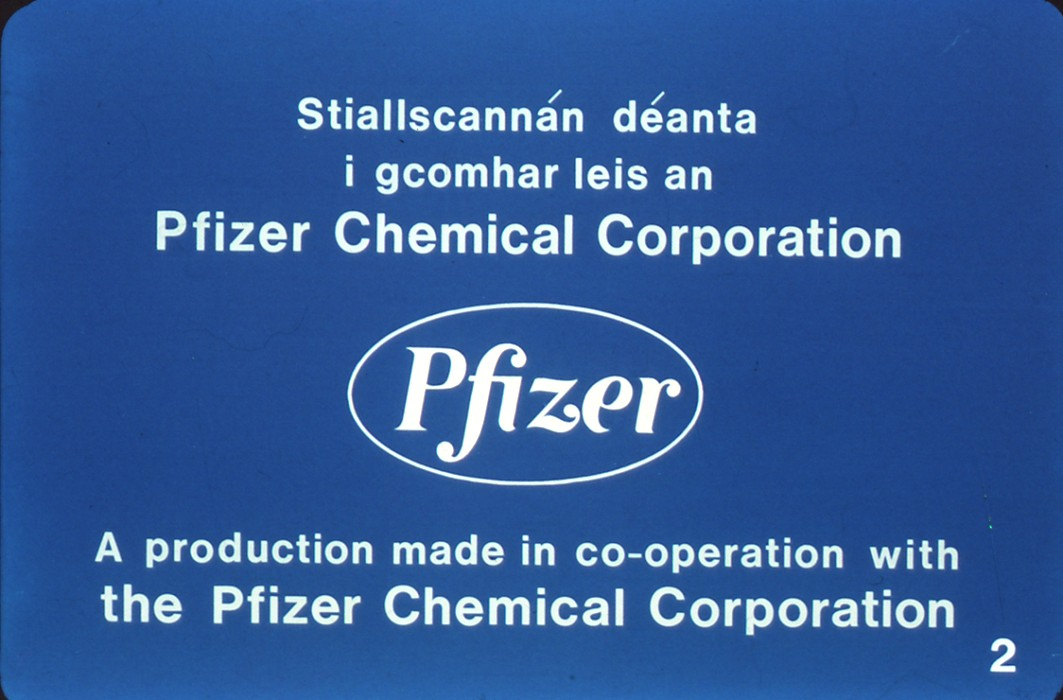 Stiallscannán déanta
i gcomhar leis an
Pfizer Chemical Corporation
Pfizer
A production made in co-operation with
the Pfizer Chemical Corporation
2